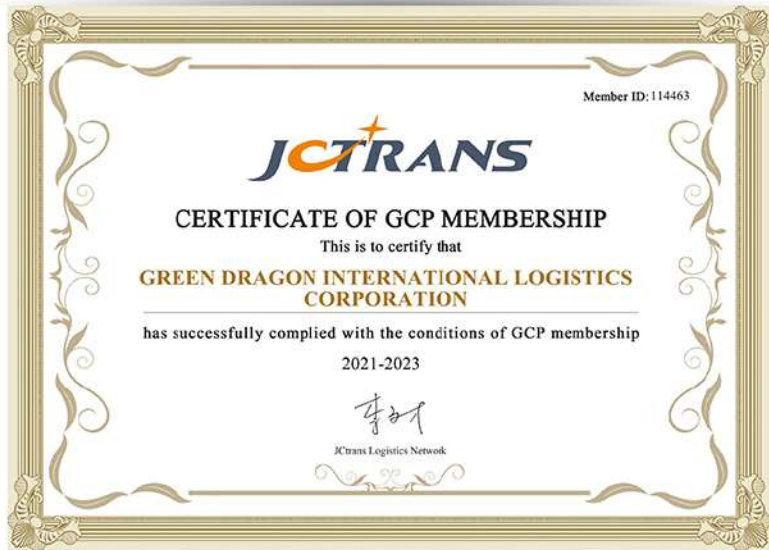 Member ID: 114463
JCTRANS
CERTIFICATE OF GCP MEMBERSHIP
This is to certify that
GREEN DRAGON INTERNATIONAL LOGISTICS
CORPORATION
has successfully complied with the conditions of GCP membership
2021-2023
JCtrans Logistics Network